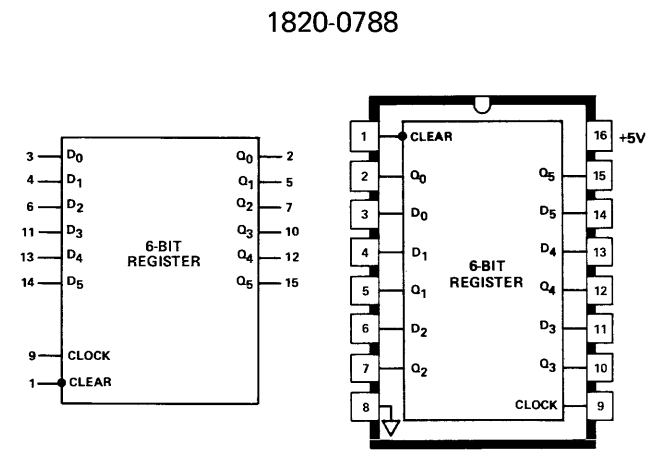 1820-0788
3 D0 Q0 2
4 D1 Q1 5
6 D2 Q2 7
11 D3 Q3 10
13 D4 Q4 12
14 D5 Q5 15
6-BIT
REGISTER
9 CLOCK
1 CLEAR
1 CLEAR 16 +5V
2 Q0 Q5 15
3 D0 D5 14
4 D1 D4 13
5 Q1 Q4 12
6 D2 D3 11
7 Q2 Q3 10
8 CLOCK 9
6-BIT
REGISTER